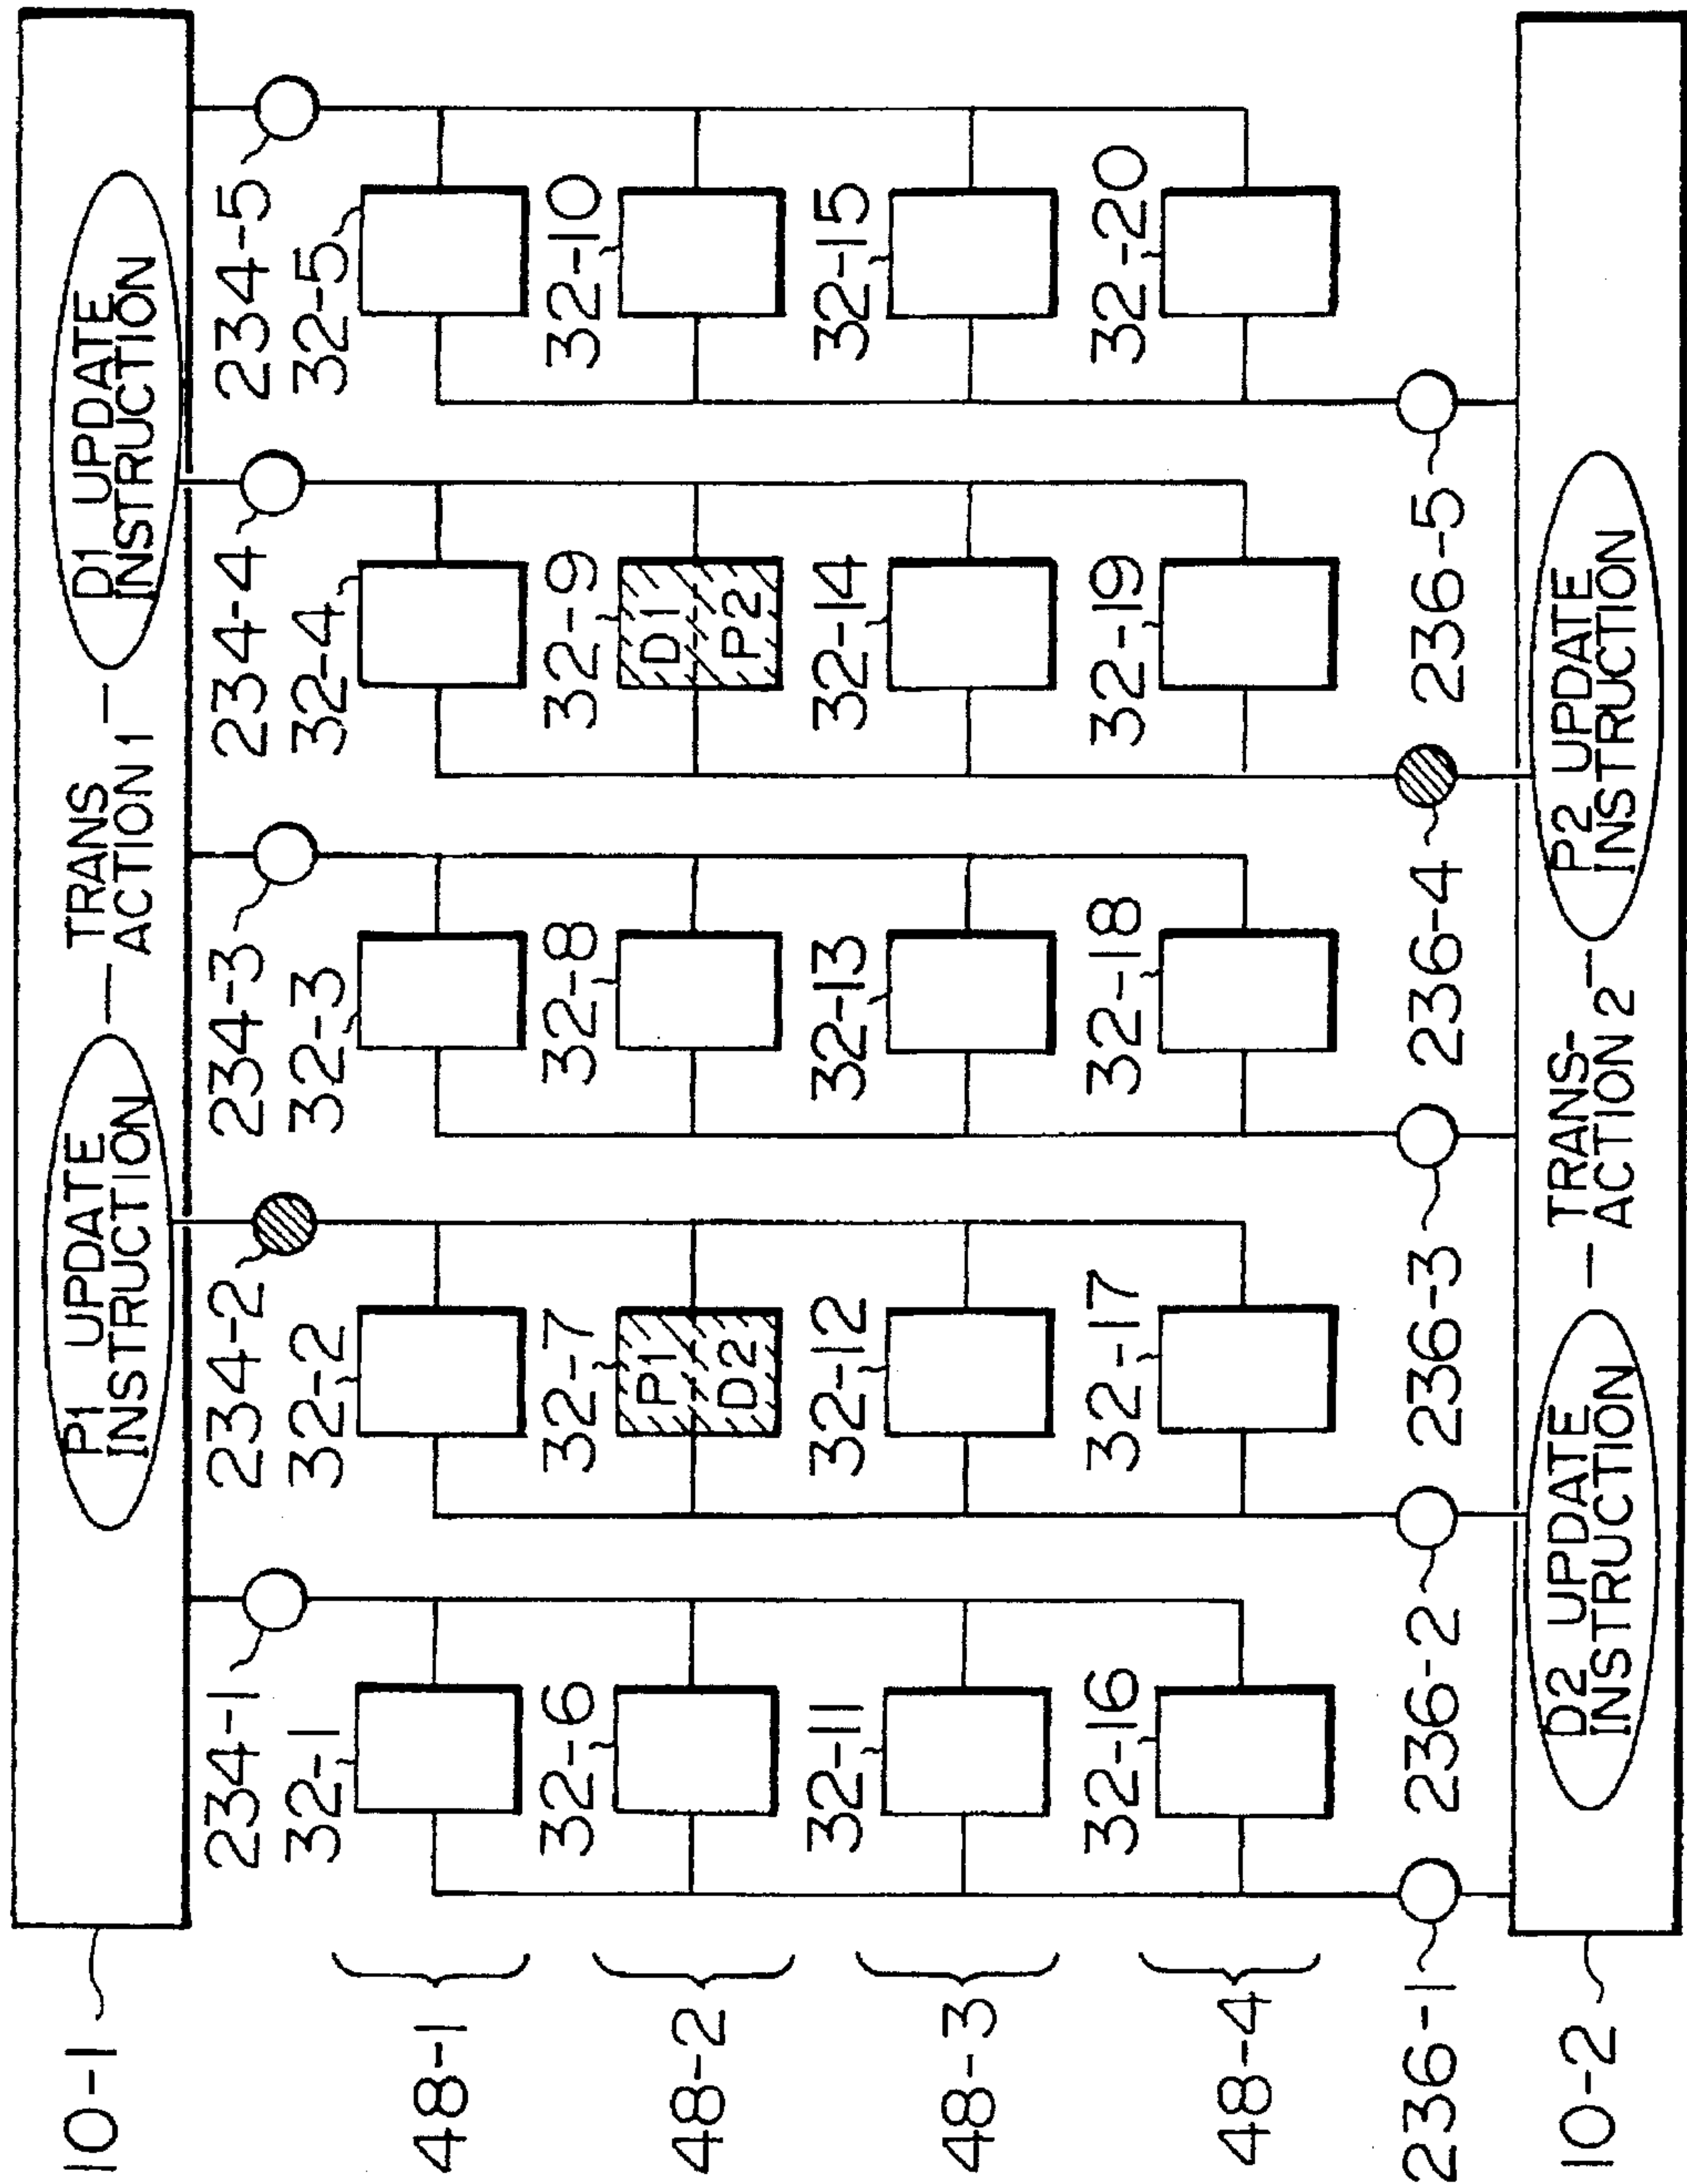 10-1
P1 UPDATE
INSTRUCTION
TRANS
ACTION 1
D1 UPDATE
INSTRUCTION
234-1
234-2
234-3
234-4
234-5
32-1
32-2
32-3
32-4
32-5
48-1
32-6
32-7
32-8
32-9
32-10
48-2
P1
D2
D1
P2
32-11
32-12
32-13
32-14
32-15
48-3
32-16
32-17
32-18
32-19
32-20
48-4
236-1
236-2
236-3
236-4
236-5
10-2
D2 UPDATE
INSTRUCTION
TRANS-
ACTION 2
P2 UPDATE
INSTRUCTION